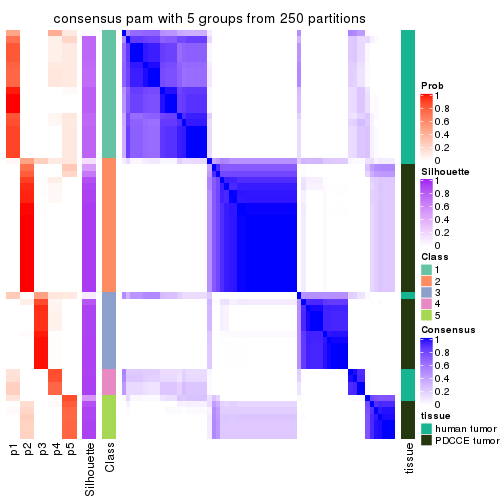 consensus pam with 5 groups from 250 partitions
Prob
1
0.8
0.6
0.4
0.2
0
Silhouette
1
0.8
0.6
0.4
0.2
0
Class
1
2
3
4
5
Consensus
1
0.8
0.6
0.4
0.2
0
tissue
human tumor
PDCCE tumor
p1
p2
p3
p4
p5
Silhouette
Class
tissue